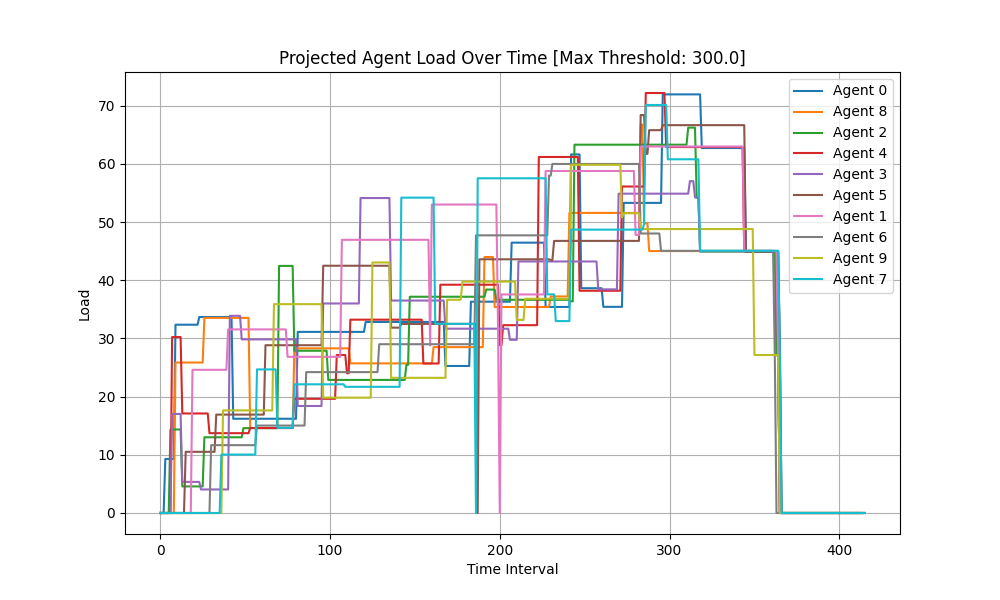 Projected Agent Load Over Time [Max Threshold: 300.0]
Load
70
60
50
40
30
20
10
0
0 100 200 300 400
Time Interval
Agent 0
Agent 8
Agent 2
Agent 4
Agent 3
Agent 5
Agent 1
Agent 6
Agent 9
Agent 7